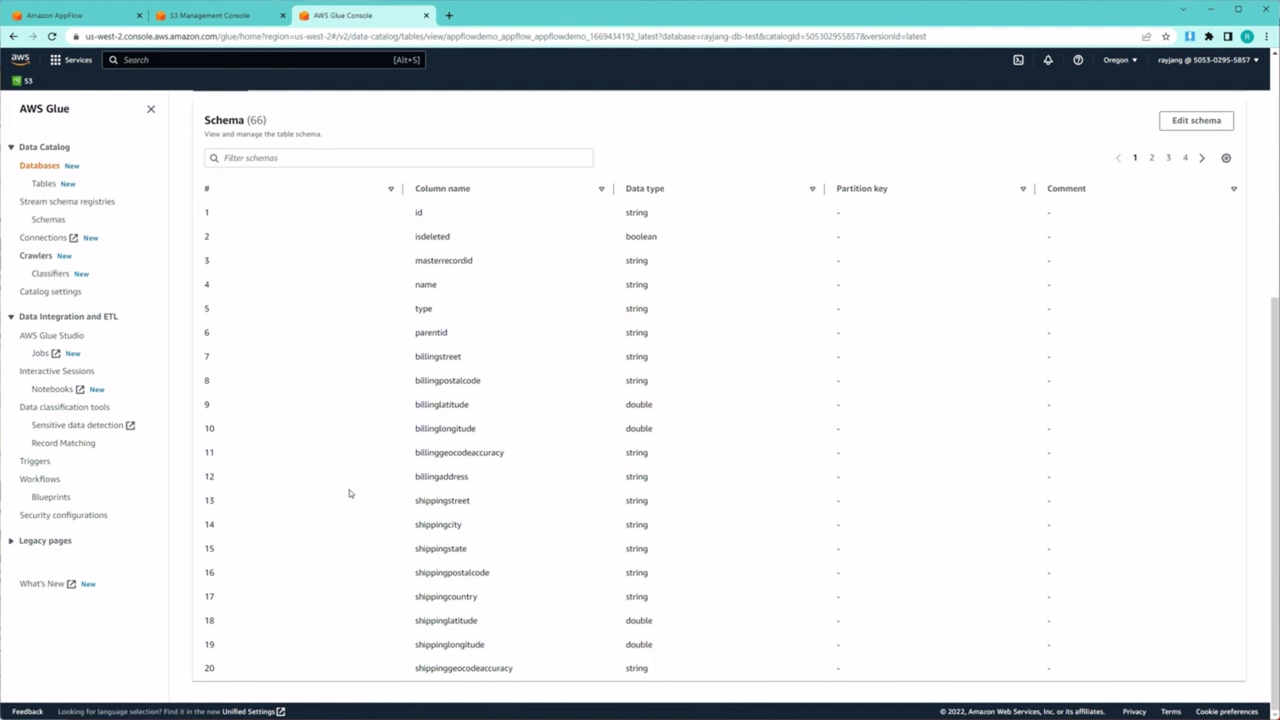 Amazon AppFlow
S3 Management Console
AWS Glue Console
us-west-2.console.aws.amazon.com/glue/home?region=us-west-2#/v2/data-catalog/tables/view/appflowdemo_appflow_appflowdemo_1669434192_latest?database=rayjang-db-test&catalogId=505302955857&versionId=latest
aws Services Search [Alt+S] Oregon rayjang @ 5053-0295-5857
S3
AWS Glue
Data Catalog
Databases New
Tables New
Stream schema registries
Schemas
Connections New
Crawlers New
Classifiers New
Catalog settings
Data Integration and ETL
AWS Glue Studio
Jobs New
Interactive Sessions
Notebooks New
Data classification tools
Sensitive data detection
Record Matching
Triggers
Workflows
Blueprints
Security configurations
Legacy pages
What's New New
Schema (66) Edit schema
View and manage the table schema.
Filter schemas 1 2 3 4
# Column name Data type Partition key Comment
1 id string - -
2 isdeleted boolean - -
3 masterrecordid string - -
4 name string - -
5 type string - -
6 parentid string - -
7 billingstreet string - -
8 billingpostalcode string - -
9 billinglatitude double - -
10 billinglongitude double - -
11 billinggeocodeaccuracy string - -
12 billingaddress string - -
13 shippingstreet string - -
14 shippingcity string - -
15 shippingstate string - -
16 shippingpostalcode string - -
17 shippingcountry string - -
18 shippinglatitude double - -
19 shippinglongitude double - -
20 shippinggeocodeaccuracy string - -
Feedback Looking for language selection? Find it in the new Unified Settings © 2022, Amazon Web Services, Inc. or its affiliates. Privacy Terms Cookie preferences